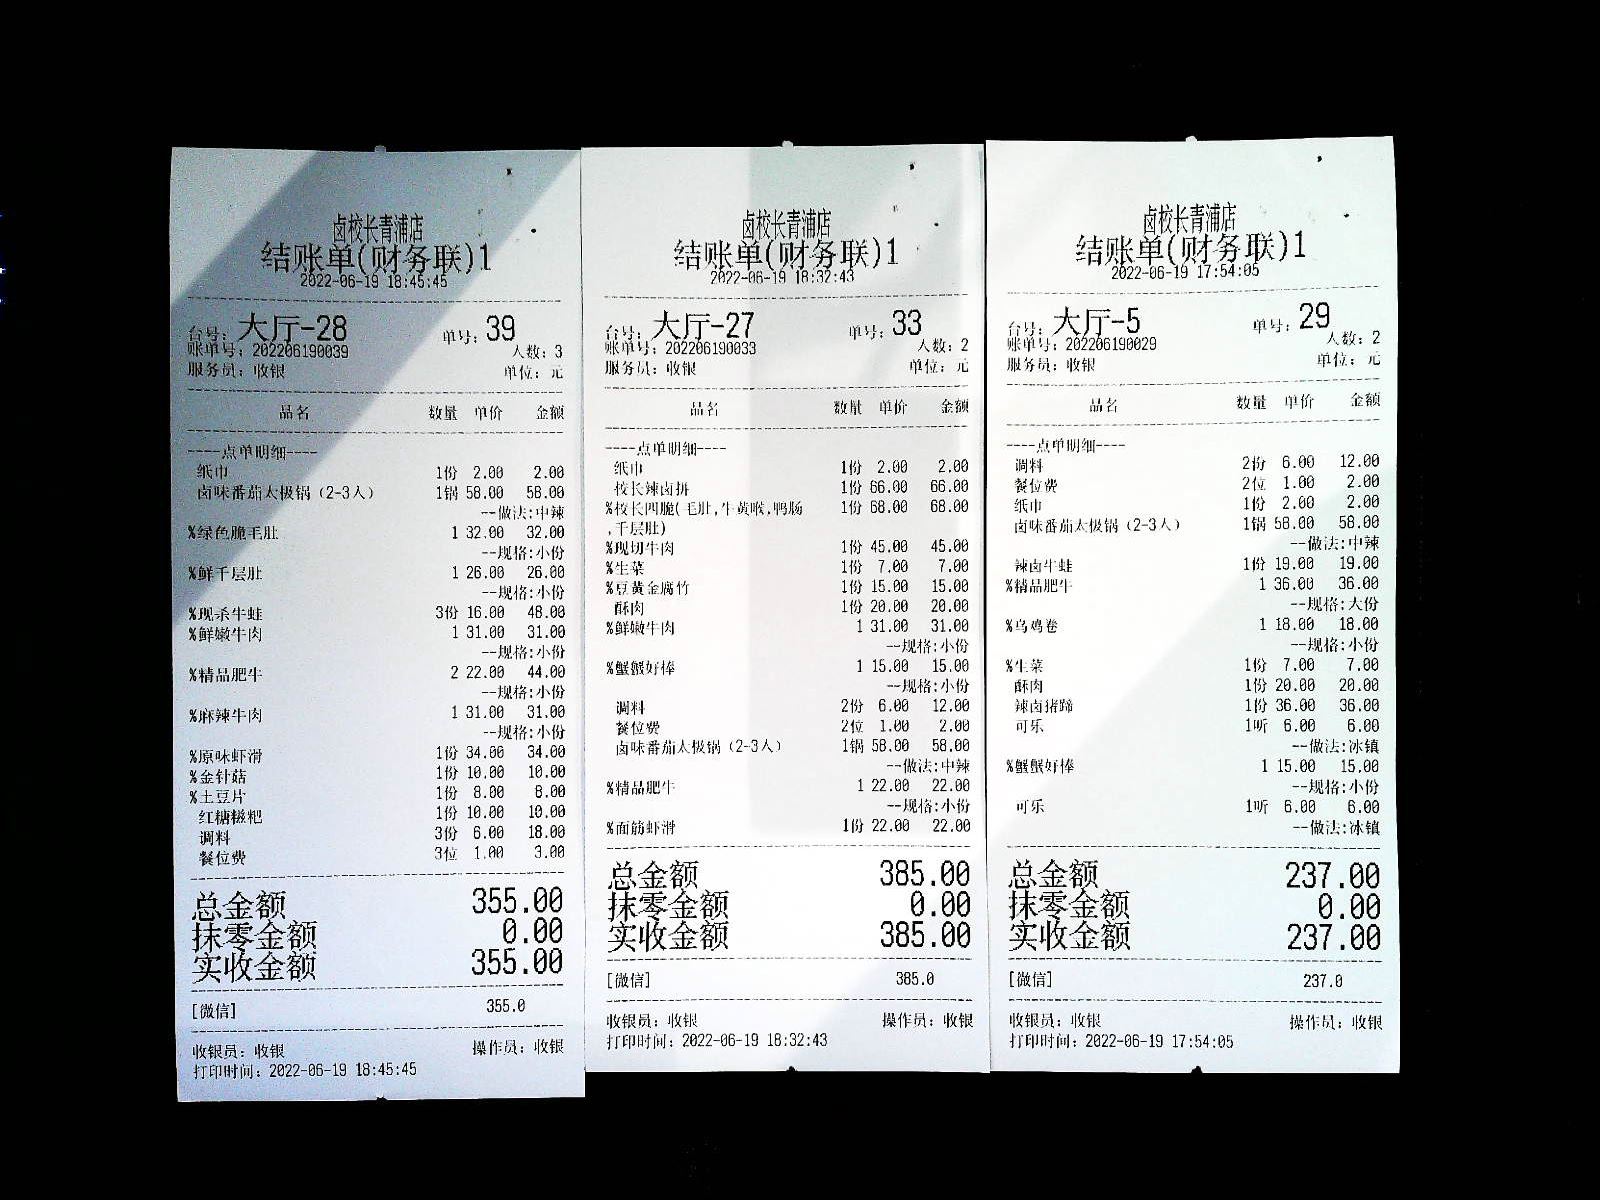 卤校长青浦店
结账单(财务联)1
2022-06-19 18:45:45
台号: 大厅-28 单号: 39
账单号: 202206190039 人数: 3
服务员: 收银 单位: 元
品名 数量 单价 金额
----点单明细----
纸巾 1份 2.00 2.00
卤味番茄太极锅（2-3人） 1锅 58.00 58.00
--做法:中辣
%绿色脆毛肚 1 32.00 32.00
--规格:小份
%鲜千层肚 1 26.00 26.00
--规格:小份
%现杀牛蛙 3份 16.00 48.00
%鲜嫩牛肉 1 31.00 31.00
--规格:小份
%精品肥牛 2 22.00 44.00
--规格:小份
%麻辣牛肉 1 31.00 31.00
--规格:小份
%原味虾滑 1份 34.00 34.00
%金针菇 1份 10.00 10.00
%土豆片 1份 8.00 8.00
红糖糍粑 1份 10.00 10.00
调料 3份 6.00 18.00
餐位费 3位 1.00 3.00
总金额 355.00
抹零金额 0.00
实收金额 355.00
[微信] 355.0
收银员: 收银 操作员: 收银
打印时间: 2022-06-19 18:45:45
卤校长青浦店
结账单(财务联)1
2022-06-19 18:32:43
台号: 大厅-27 单号: 33
账单号: 202206190033 人数: 2
服务员: 收银 单位: 元
品名 数量 单价 金额
----点单明细----
纸巾 1份 2.00 2.00
校长辣卤拼 1份 66.00 66.00
%校长四脆(毛肚,牛黄喉,鸭肠 1份 68.00 68.00
,千层肚)
%现切牛肉 1份 45.00 45.00
%生菜 1份 7.00 7.00
%豆黄金腐竹 1份 15.00 15.00
酥肉 1份 20.00 20.00
%鲜嫩牛肉 1 31.00 31.00
--规格:小份
%蟹蟹好棒 1 15.00 15.00
--规格:小份
调料 2份 6.00 12.00
餐位费 2位 1.00 2.00
卤味番茄太极锅（2-3人） 1锅 58.00 58.00
--做法:中辣
%精品肥牛 1 22.00 22.00
--规格:小份
%面筋虾滑 1份 22.00 22.00
总金额 385.00
抹零金额 0.00
实收金额 385.00
[微信] 385.0
收银员: 收银 操作员: 收银
打印时间: 2022-06-19 18:32:43
卤校长青浦店
结账单(财务联)1
2022-06-19 17:54:05
台号: 大厅-5 单号: 29
账单号: 202206190029 人数: 2
服务员: 收银 单位: 元
品名 数量 单价 金额
----点单明细----
调料 2份 6.00 12.00
餐位费 2位 1.00 2.00
纸巾 1份 2.00 2.00
卤味番茄太极锅（2-3人） 1锅 58.00 58.00
--做法:中辣
辣卤牛蛙 1份 19.00 19.00
%精品肥牛 1 36.00 36.00
--规格:大份
%乌鸡卷 1 18.00 18.00
--规格:小份
%生菜 1份 7.00 7.00
酥肉 1份 20.00 20.00
辣卤猪蹄 1份 36.00 36.00
可乐 1听 6.00 6.00
--做法:冰镇
%蟹蟹好棒 1 15.00 15.00
--规格:小份
可乐 1听 6.00 6.00
--做法:冰镇
总金额 237.00
抹零金额 0.00
实收金额 237.00
[微信] 237.0
收银员: 收银 操作员: 收银
打印时间: 2022-06-19 17:54:05